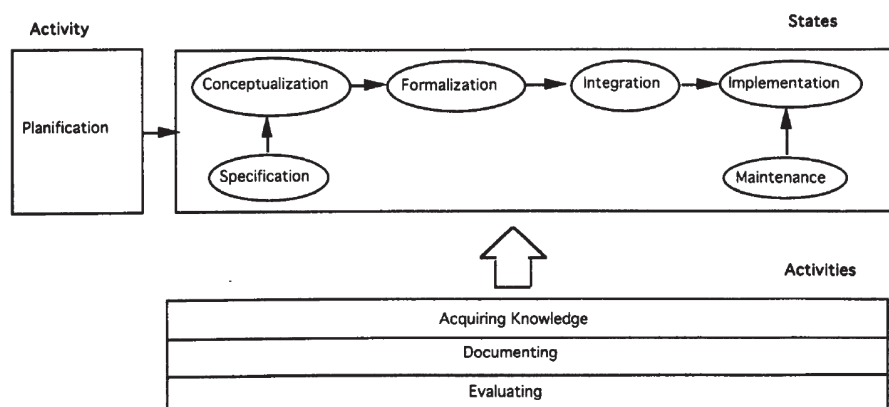 Activity
States
Planification
Conceptualization
Formalization
Integration
Implementation
Specification
Maintenance
Activities
Acquiring Knowledge
Documenting
Evaluating